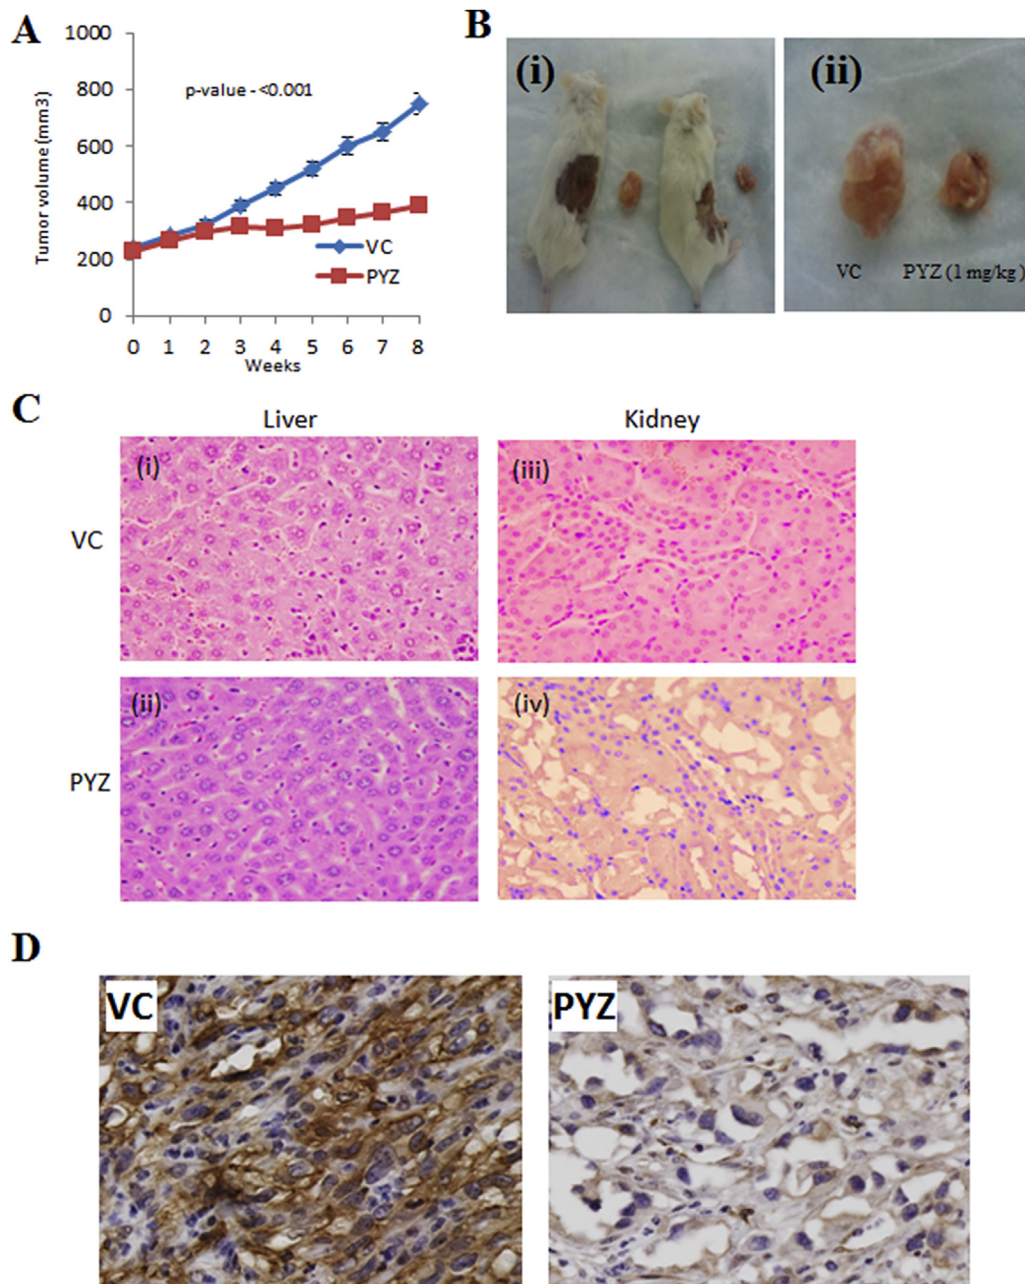 A
1000
800
600
400
200
0
Tumor volume (mm3)
p-value - <0.001
VC
PYZ
0 1 2 3 4 5 6 7 8
Weeks
B
(i)
(ii)
VC PYZ (1 mg/kg)
C
Liver Kidney
VC
(i)
(iii)
PYZ
(ii)
(iv)
D
VC
PYZ